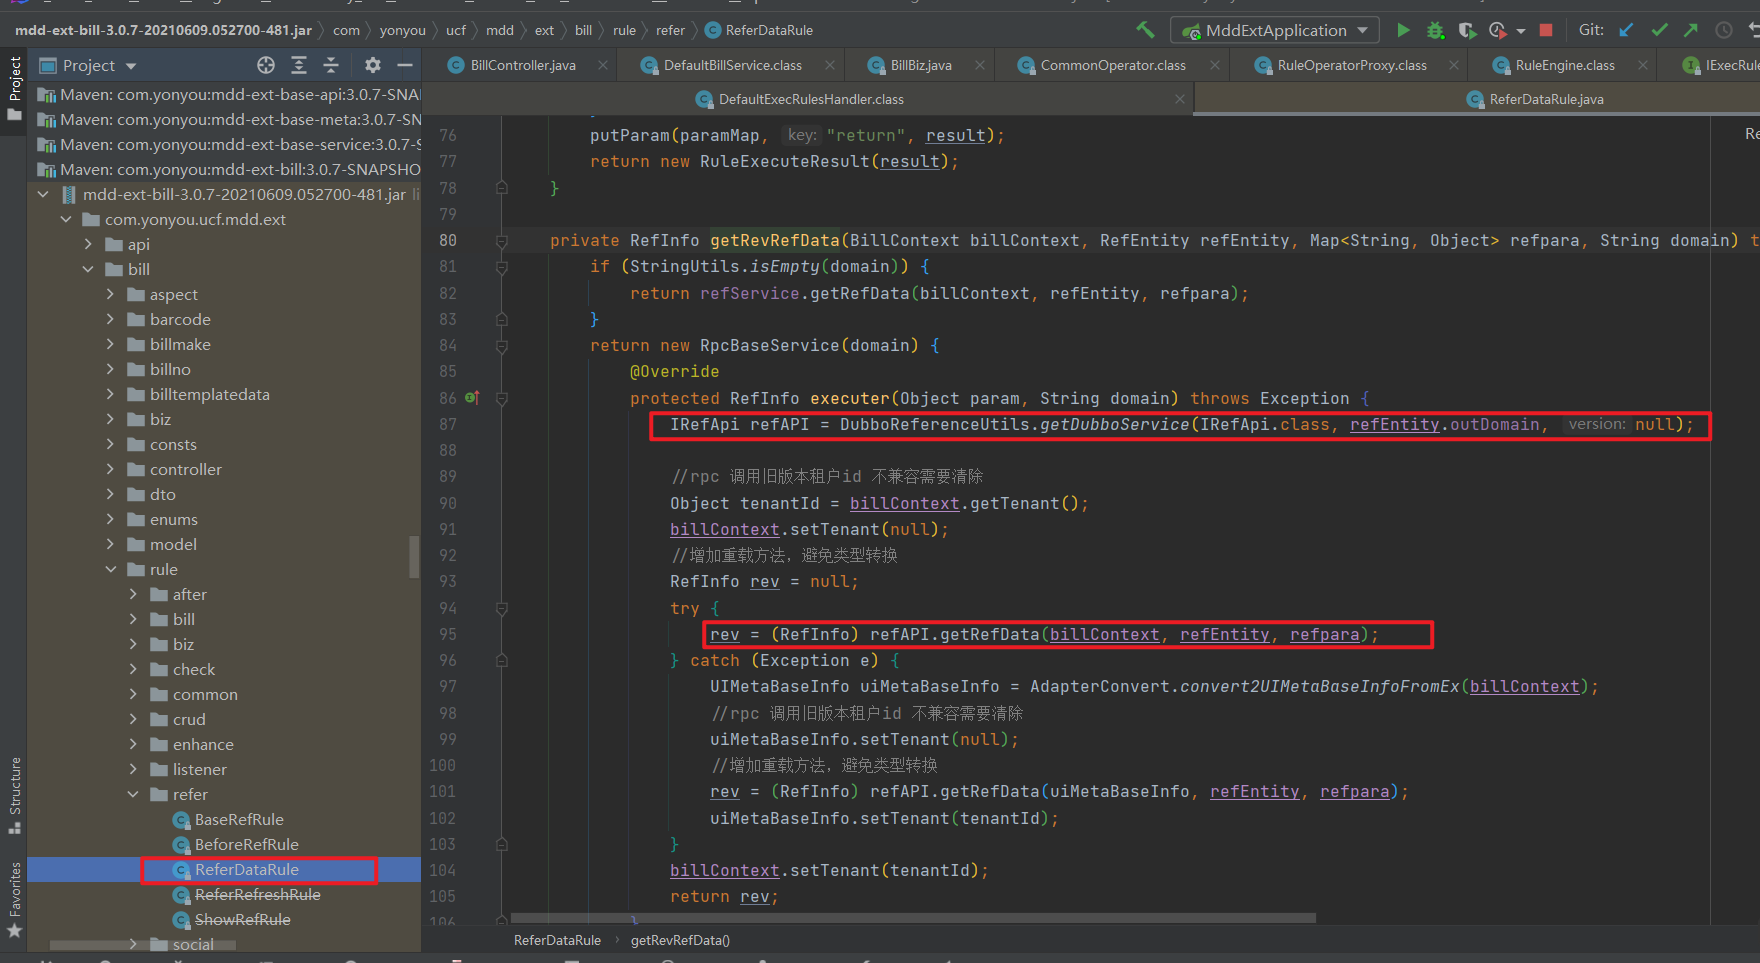 mdd-ext-bill-3.0.7-20210609.052700-481.jar com yonyou ucf mdd ext bill rule refer ReferDataRule MddExtApplication Git:
Project
BillController.java DefaultBillService.class BillBiz.java CommonOperator.class RuleOperatorProxy.class RuleEngine.class IExecRule
DefaultExecRulesHandler.class ReferDataRule.java
Project
Maven: com.yonyou:mdd-ext-base-api:3.0.7-SNA
Maven: com.yonyou:mdd-ext-base-meta:3.0.7-SN
Maven: com.yonyou:mdd-ext-base-service:3.0.7-S
Maven: com.yonyou:mdd-ext-bill:3.0.7-SNAPSHO
mdd-ext-bill-3.0.7-20210609.052700-481.jar li
com.yonyou.ucf.mdd.ext
api
bill
aspect
barcode
billmake
billno
billtemplatedata
biz
consts
controller
dto
enums
model
rule
after
bill
biz
check
common
crud
enhance
listener
refer
BaseRefRule
BeforeRefRule
ReferDataRule
ReferRefreshRule
ShowRefRule
social
Structure
Favorites
Re
76 putParam(paramMap, key: "return", result);
77 return new RuleExecuteResult(result);
78 }
79
80 private RefInfo getRevRefData(BillContext billContext, RefEntity refEntity, Map<String, Object> refpara, String domain) t
81 if (StringUtils.isEmpty(domain)) {
82 return refService.getRefData(billContext, refEntity, refpara);
83 }
84 return new RpcBaseService(domain) {
85 @Override
86 protected RefInfo executer(Object param, String domain) throws Exception {
87 IRefApi refAPI = DubboReferenceUtils.getDubboService(IRefApi.class, refEntity.outDomain, version: null);
88
89 //rpc 调用旧版本租户id 不兼容需要清除
90 Object tenantId = billContext.getTenant();
91 billContext.setTenant(null);
92 //增加重载方法，避免类型转换
93 RefInfo rev = null;
94 try {
95 rev = (RefInfo) refAPI.getRefData(billContext, refEntity, refpara);
96 } catch (Exception e) {
97 UIMetaBaseInfo uiMetaBaseInfo = AdapterConvert.convert2UIMetaBaseInfoFromEx(billContext);
98 //rpc 调用旧版本租户id 不兼容需要清除
99 uiMetaBaseInfo.setTenant(null);
100 //增加重载方法，避免类型转换
101 rev = (RefInfo) refAPI.getRefData(uiMetaBaseInfo, refEntity, refpara);
102 uiMetaBaseInfo.setTenant(tenantId);
103 }
104 billContext.setTenant(tenantId);
105 return rev;
106 }
ReferDataRule getRevRefData()